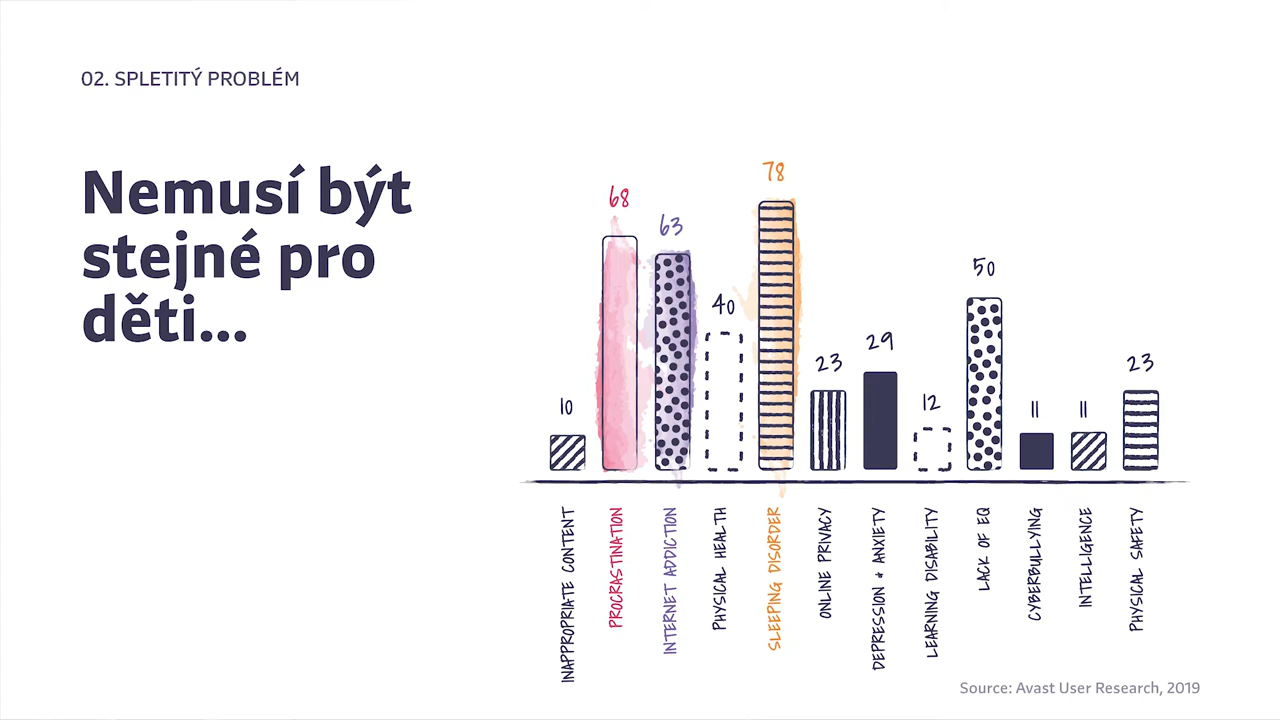 02. SPLETITÝ PROBLÉM
Nemusí být
stejné pro
děti...
10
68
63
40
78
23
29
12
50
11
11
23
INAPPROPRIATE CONTENT
PROCRASTINATION
INTERNET ADDICTION
PHYSICAL HEALTH
SLEEPING DISORDER
ONLINE PRIVACY
DEPRESSION & ANXIETY
LEARNING DISABILITY
LACK OF EQ
CYBERBULLYING
INTELLIGENCE
PHYSICAL SAFETY
Source: Avast User Research, 2019